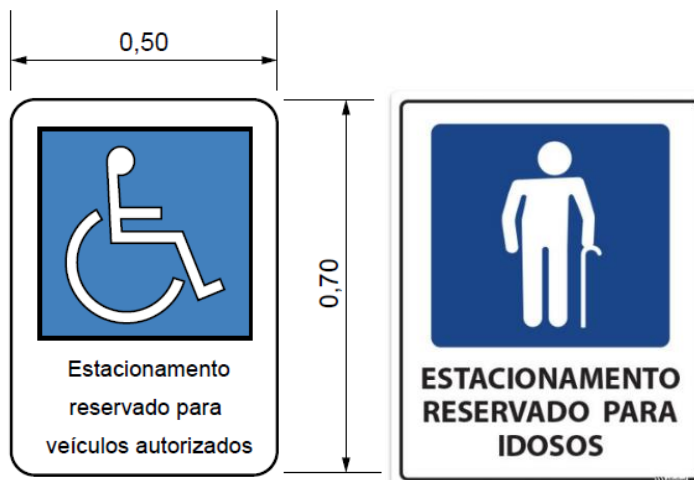 0,50
0,70
Estacionamento
reservado para
veículos autorizados
ESTACIONAMENTO
RESERVADO PARA
IDOSOS